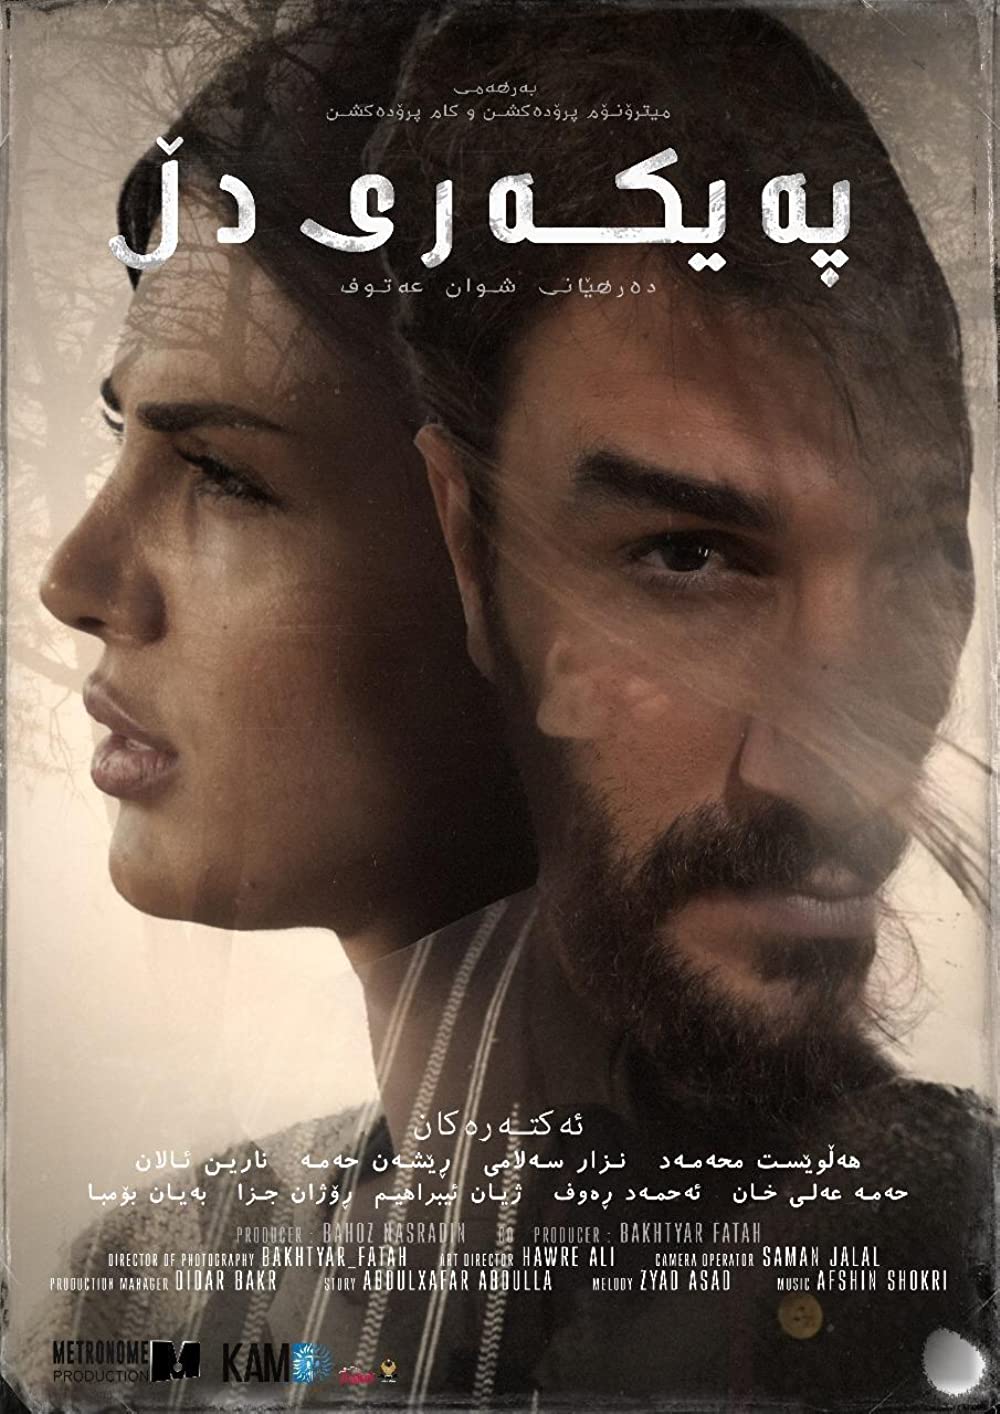 بەرهەمی
میترۆنۆم پرۆدەکشن و کام پرۆدەکشن
پەیکەری دڵ
دەرهێنانی شوان عەتوف
ئەکتەرەکان
هەڵوێست محەمەد نزار سەلامی ڕێشەن حەمە نارین ئالان
حەمە عەلی خان ئەحمەد ڕەوف ژیان ئیبراهیم ڕۆژان جزا بەیان بۆمبا
PRODUCER : BAHOZ NASRADIN CO PRODUCER : BAKHTYAR FATAH
DIRECTOR OF PHOTOGRAPHY BAKHTYAR_FATAH ART DIRECTOR HAWRE ALI CAMERA OPERATOR SAMAN JALAL
PRODUCTION MANAGER DIDAR BAKR STORY ABDULXAFAR ABDULLA MELODY ZYAD ASAD MUSIC AFSHIN SHOKRI
METRONOME
PRODUCTION
KAM